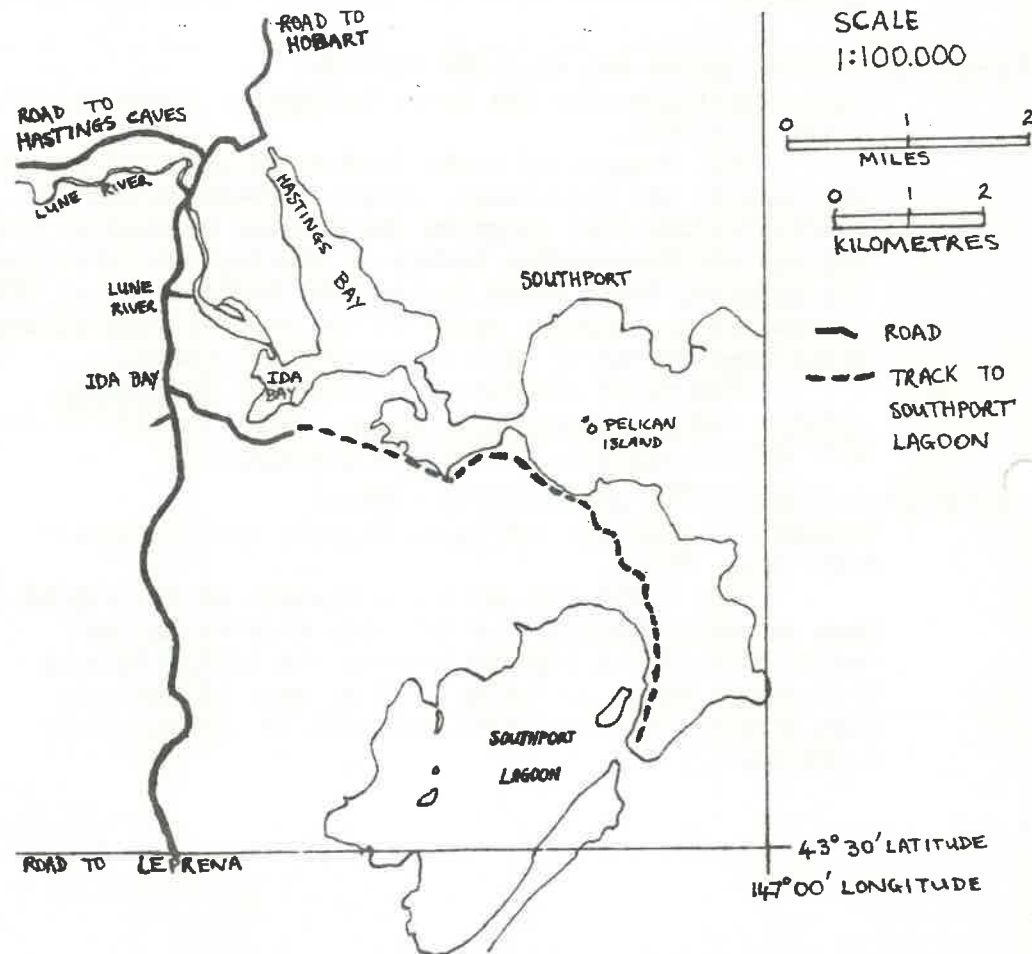 ROAD TO
HOBART
SCALE
1:100.000
ROAD TO
HASTINGS CAVES
0 1 2
MILES
LUNE RIVER
HASTINGS BAY
0 1 2
KILOMETRES
SOUTHPORT
LUNE
RIVER
ROAD
IDA BAY
IDA
BAY
TRACK TO
SOUTHPORT
LAGOON
PELICAN
ISLAND
SOUTHPORT
LAGOON
43°30' LATITUDE
ROAD TO LEPRENA
147°00' LONGITUDE